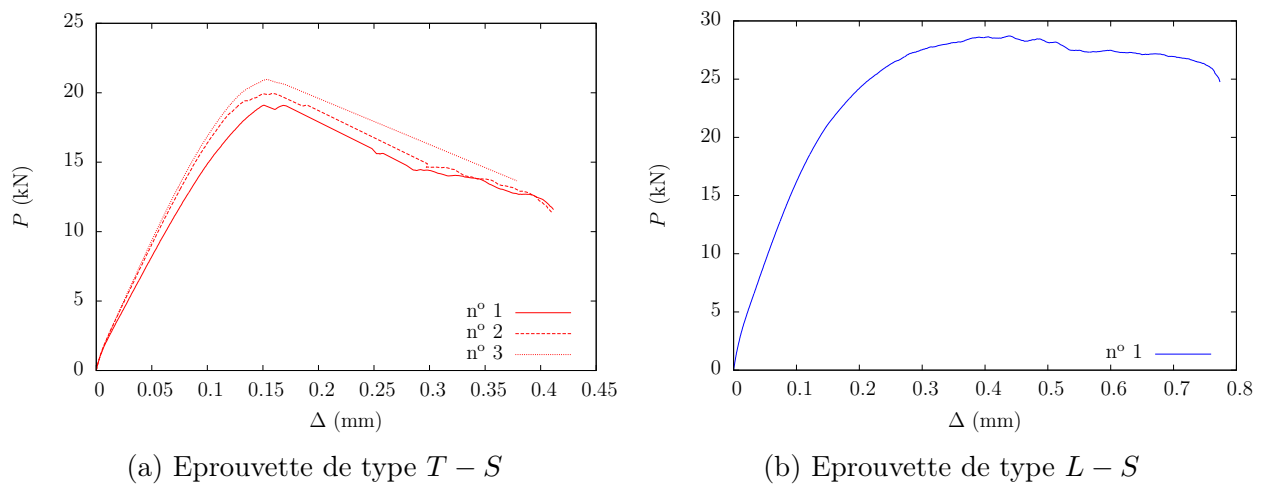 25
20
15
10
5
0
P (kN)
0 0.05 0.1 0.15 0.2 0.25 0.3 0.35 0.4 0.45
Δ (mm)
nº 1
nº 2
nº 3
(a) Eprouvette de type T − S
30
25
20
15
10
5
0
P (kN)
0 0.1 0.2 0.3 0.4 0.5 0.6 0.7 0.8
Δ (mm)
nº 1
(b) Eprouvette de type L − S